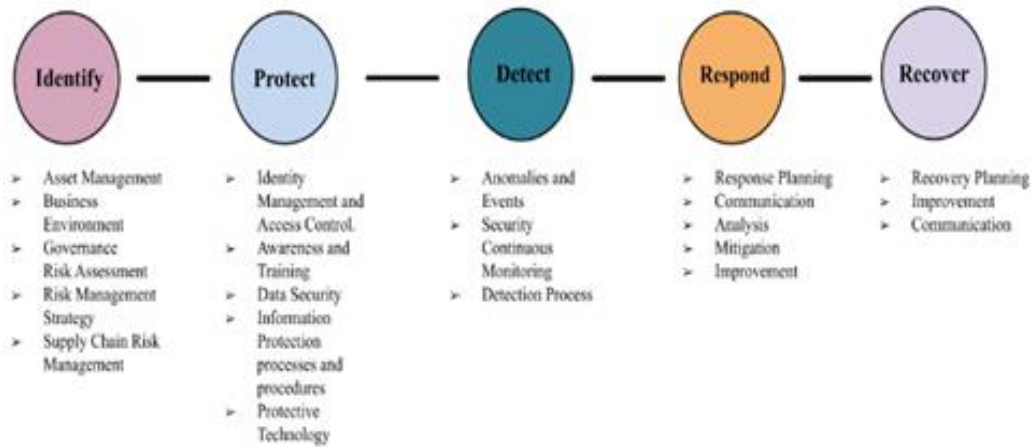 Identify
Protect
Detect
Respond
Recover
➢ Asset Management
➢ Business
Environment
➢ Governance
Risk Assessment
➢ Risk Management
Strategy
➢ Supply Chain Risk
Management
➢ Identity
Management and
Access Control.
➢ Awareness and
Training
➢ Data Security
➢ Information
Protection
processes and
procedures
➢ Protective
Technology
➢ Anomalies and
Events
➢ Security
Continuous
Monitoring
➢ Detection Process
➢ Response Planning
➢ Communication
➢ Analysis
➢ Mitigation
➢ Improvement
➢ Recovery Planning
➢ Improvement
➢ Communication